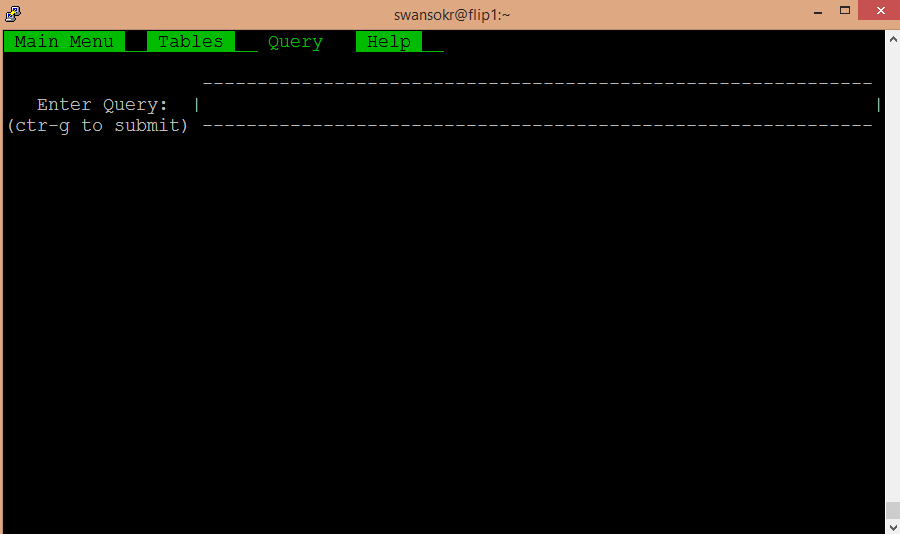 swansokr@flip1:~
Main Menu Tables Query Help
Enter Query:
(ctr-g to submit)